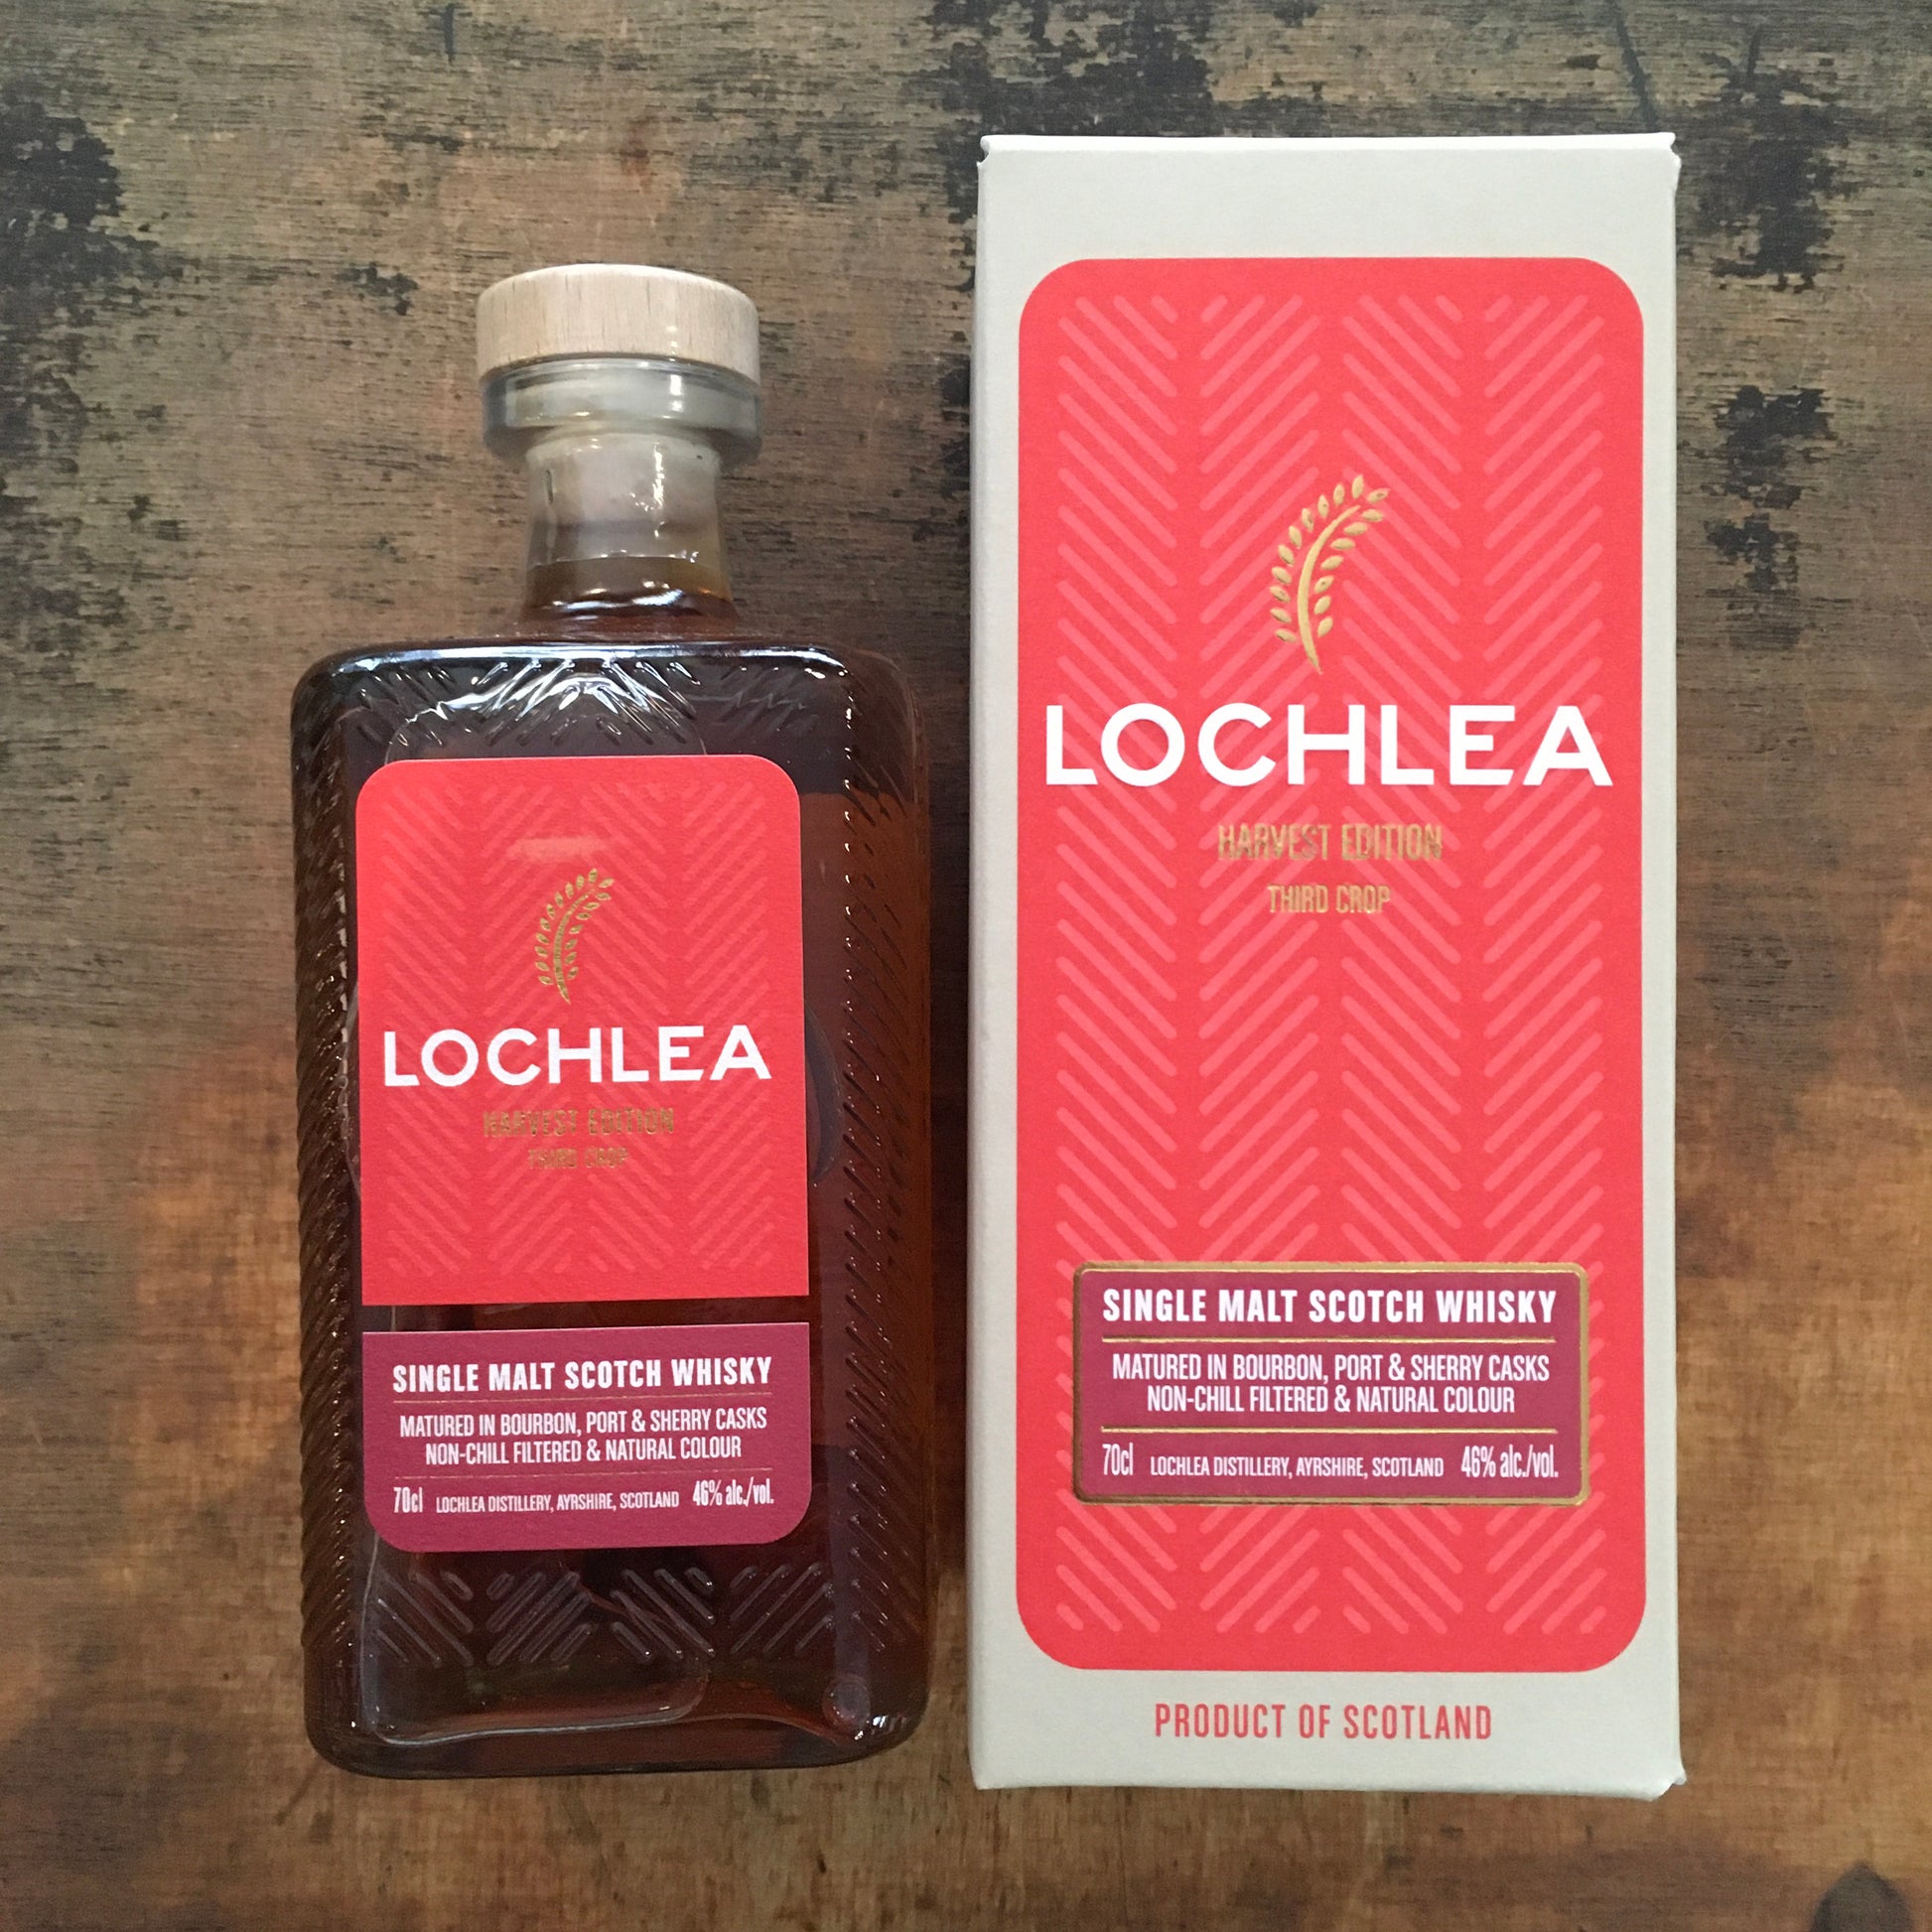 LOCHLEA
HARVEST EDITION
THIRD CROP
SINGLE MALT SCOTCH WHISKY
MATURED IN BOURBON, PORT & SHERRY CASKS
NON-CHILL FILTERED & NATURAL COLOUR
70cl LOCHLEA DISTILLERY, AYRSHIRE, SCOTLAND 46% alc./vol.
LOCHLEA
HARVEST EDITION
THIRD CROP
SINGLE MALT SCOTCH WHISKY
MATURED IN BOURBON, PORT & SHERRY CASKS
NON-CHILL FILTERED & NATURAL COLOUR
70cl LOCHLEA DISTILLERY, AYRSHIRE, SCOTLAND 46% alc./vol.
PRODUCT OF SCOTLAND